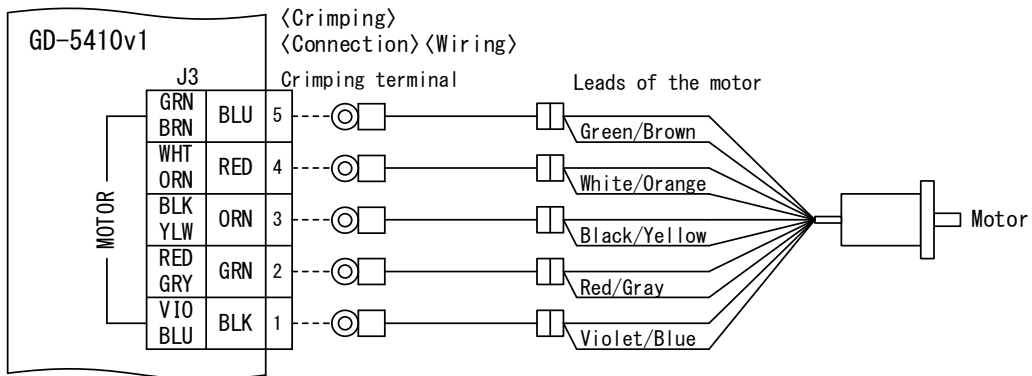 〈Crimping〉
GD-5410v1
〈Connection〉〈Wiring〉
J3
Crimping terminal
Leads of the motor
GRN
BRN
BLU
5
Green/Brown
WHT
ORN
RED
4
White/Orange
MOTOR
BLK
YLW
ORN
3
Black/Yellow
Motor
RED
GRY
GRN
2
Red/Gray
VIO
BLU
BLK
1
Violet/Blue